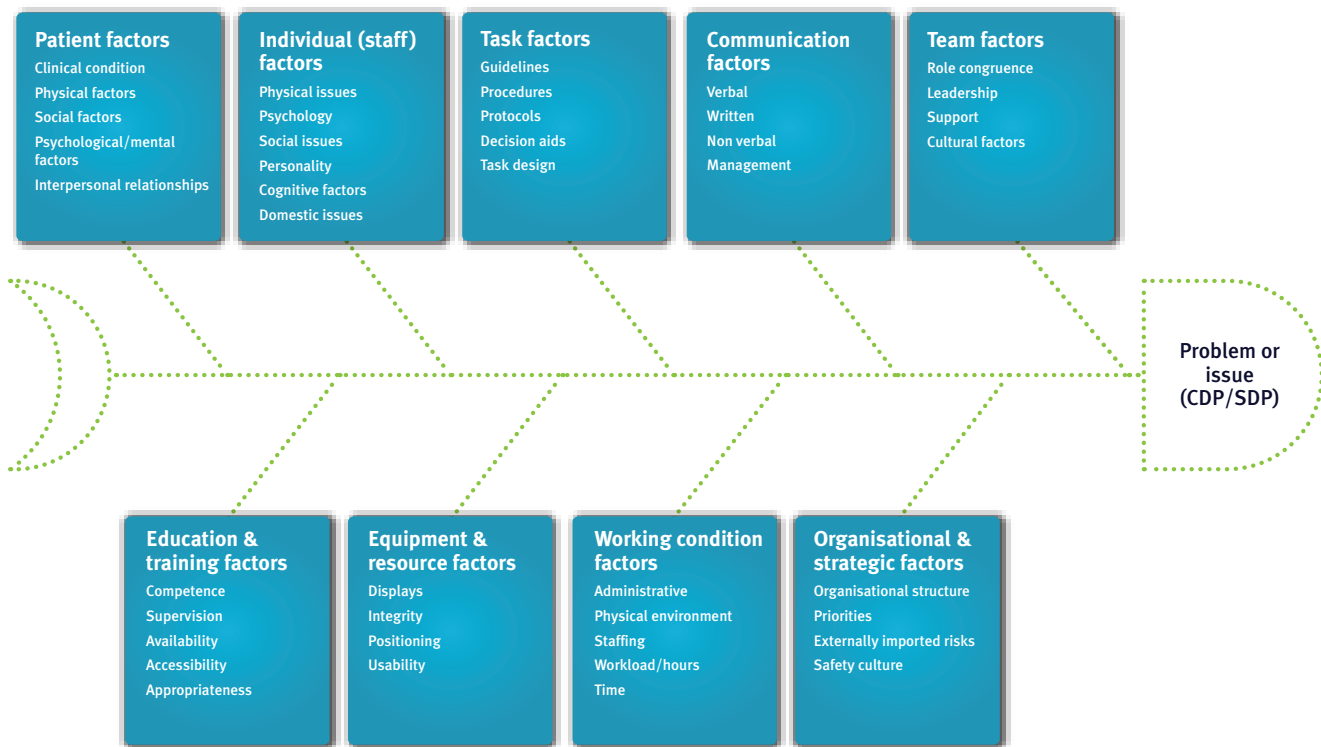 Patient factors
Clinical condition
Physical factors
Social factors
Psychological/mental
factors
Interpersonal relationships
Individual (staff)
factors
Physical issues
Psychology
Social issues
Personality
Cognitive factors
Domestic issues
Task factors
Guidelines
Procedures
Protocols
Decision aids
Task design
Communication
factors
Verbal
Written
Non verbal
Management
Team factors
Role congruence
Leadership
Support
Cultural factors
Problem or
issue
(CDP/SDP)
Education &
training factors
Competence
Supervision
Availability
Accessibility
Appropriateness
Equipment &
resource factors
Displays
Integrity
Positioning
Usability
Working condition
factors
Administrative
Physical environment
Staffing
Workload/hours
Time
Organisational &
strategic factors
Organisational structure
Priorities
Externally imported risks
Safety culture